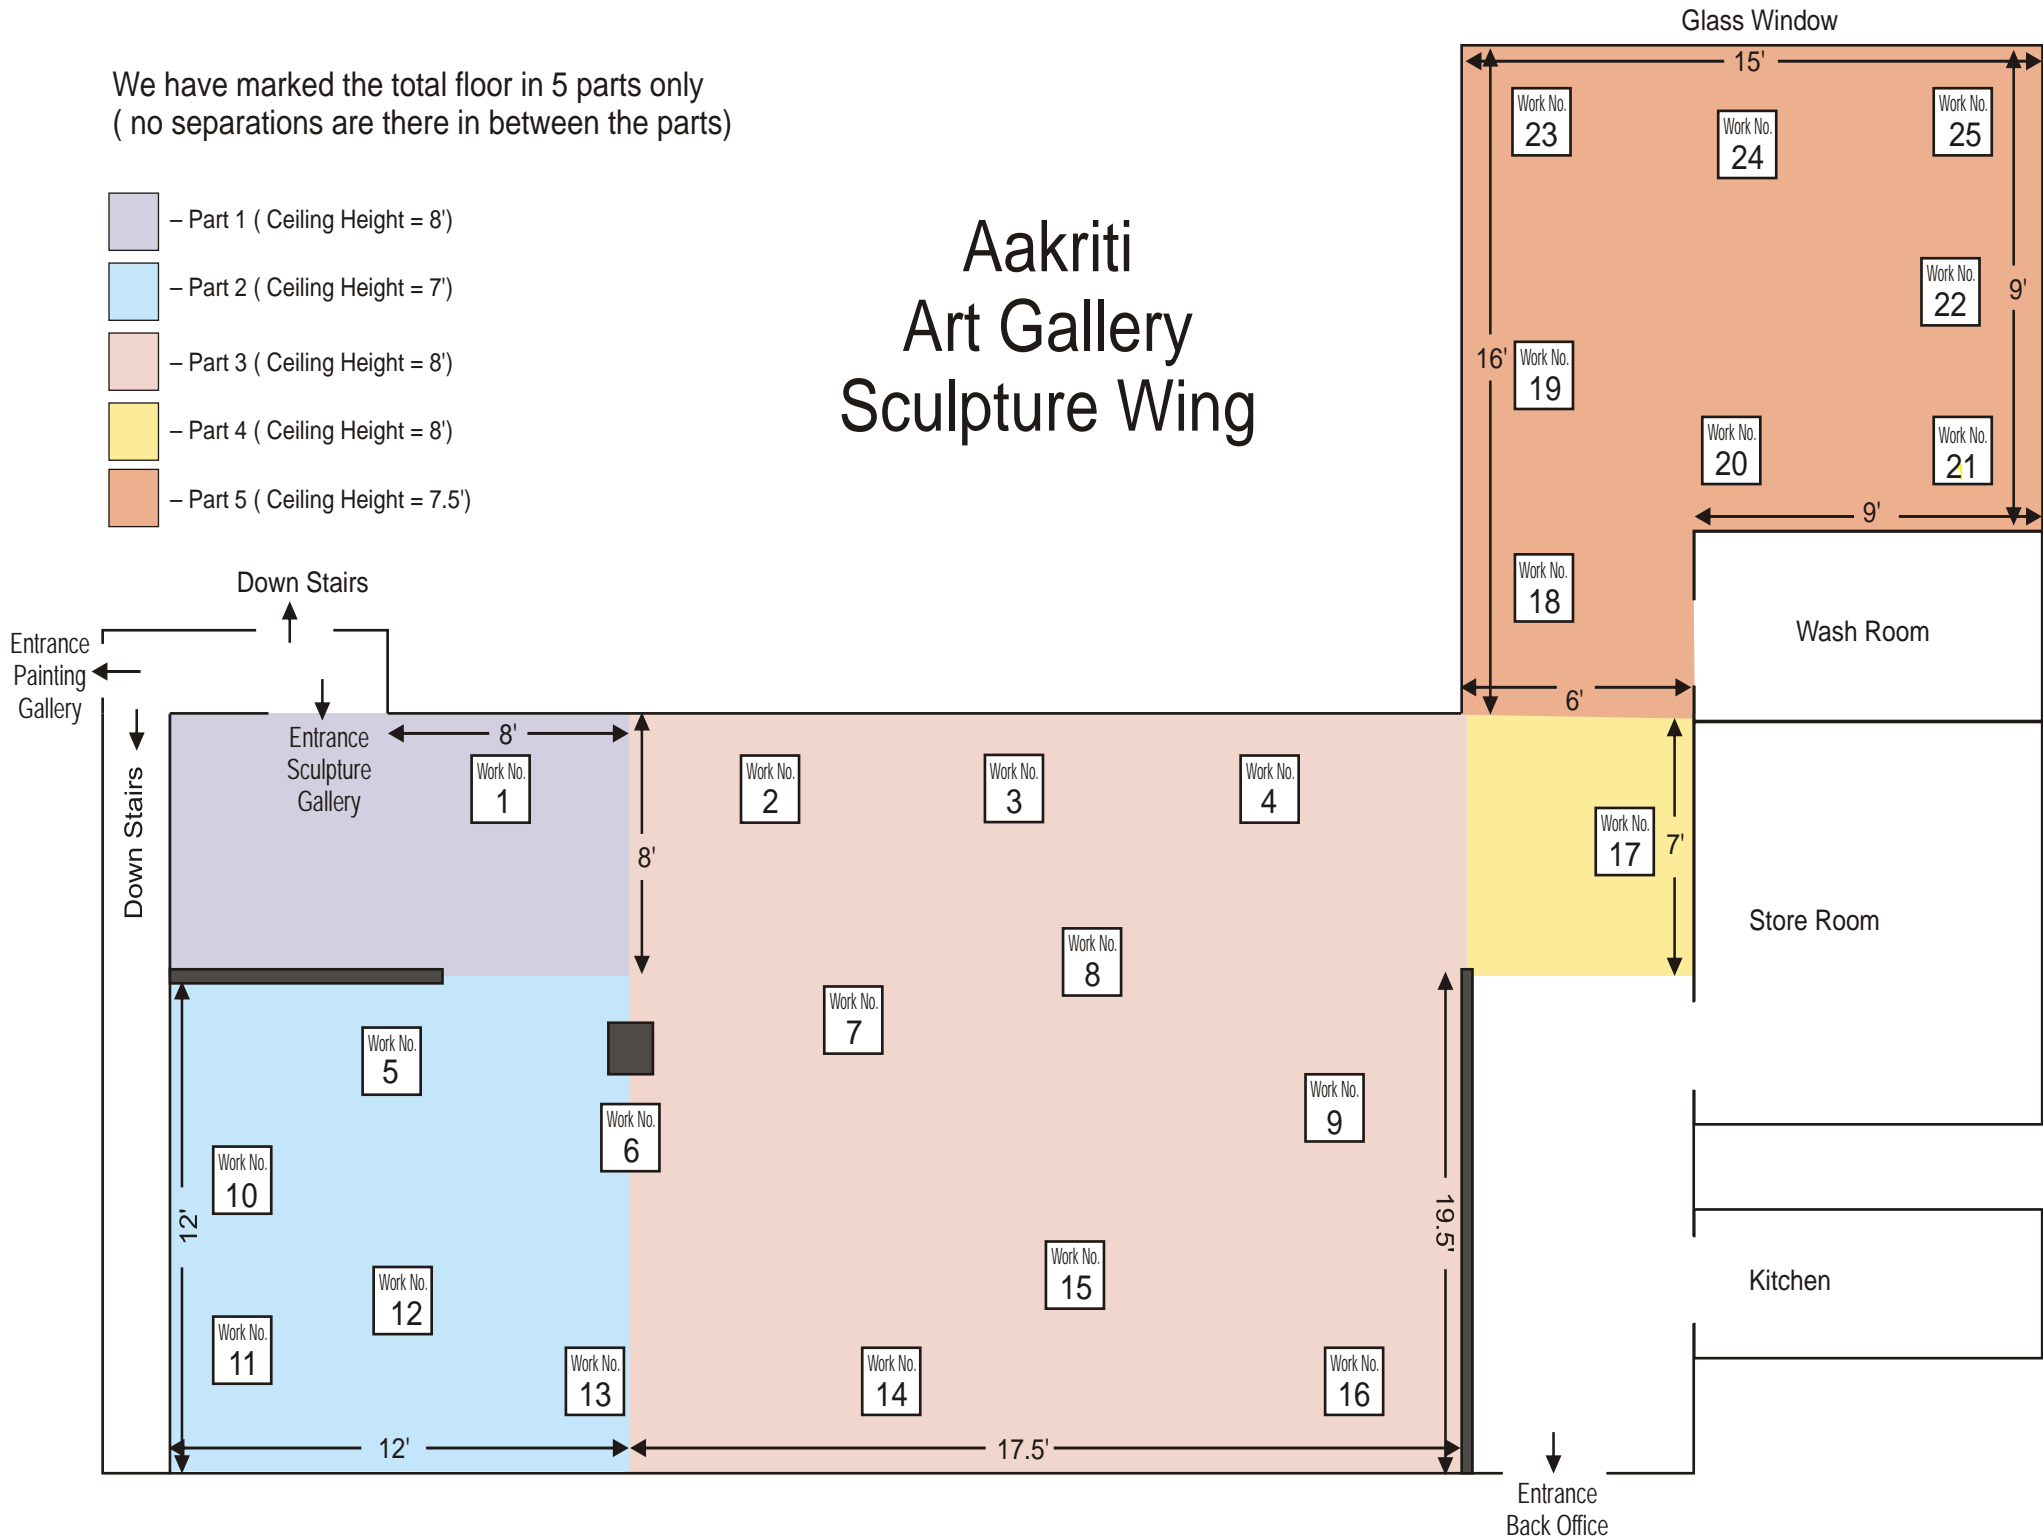 Glass Window
We have marked the total floor in 5 parts only
( no separations are there in between the parts)
– Part 1 ( Ceiling Height = 8')
– Part 2 ( Ceiling Height = 7')
– Part 3 ( Ceiling Height = 8')
– Part 4 ( Ceiling Height = 8')
– Part 5 ( Ceiling Height = 7.5')
Aakriti
Art Gallery
Sculpture Wing
15'
Work No.
23
Work No.
24
Work No.
25
Work No.
22
9'
16'
Work No.
19
Work No.
20
Work No.
21
9'
Work No.
18
6'
Wash Room
Down Stairs
Entrance
Painting
Gallery
Down Stairs
Entrance
Sculpture
Gallery
8'
Work No.
1
8'
Work No.
2
Work No.
3
Work No.
4
Work No.
17
7'
Store Room
Work No.
8
Work No.
7
Work No.
5
Work No.
6
Work No.
9
Work No.
10
12'
19.5'
Work No.
15
Work No.
12
Work No.
11
Work No.
13
Work No.
14
Work No.
16
Kitchen
12'
17.5'
Entrance
Back Office